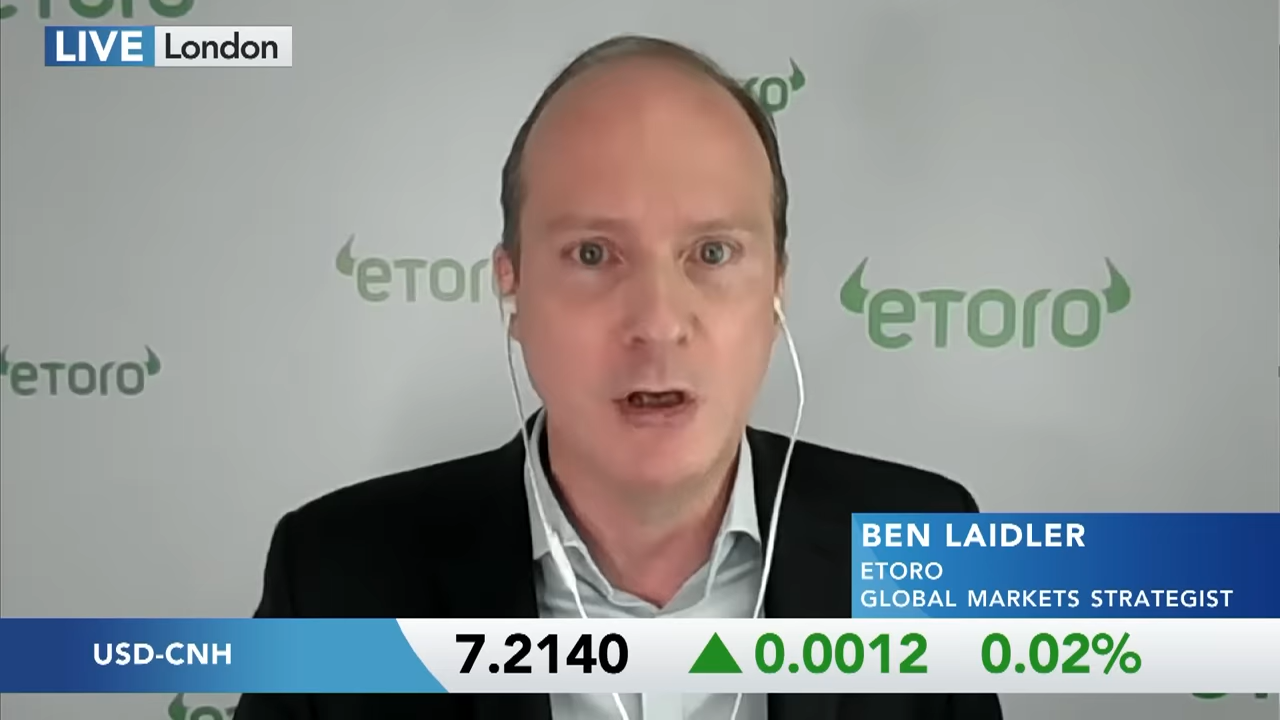 etoro
LIVE London
etoro
etoro
etoro
etoro
BEN LAIDLER
ETORO
GLOBAL MARKETS STRATEGIST
USD-CNH 7.2140 ▲ 0.0012 0.02%